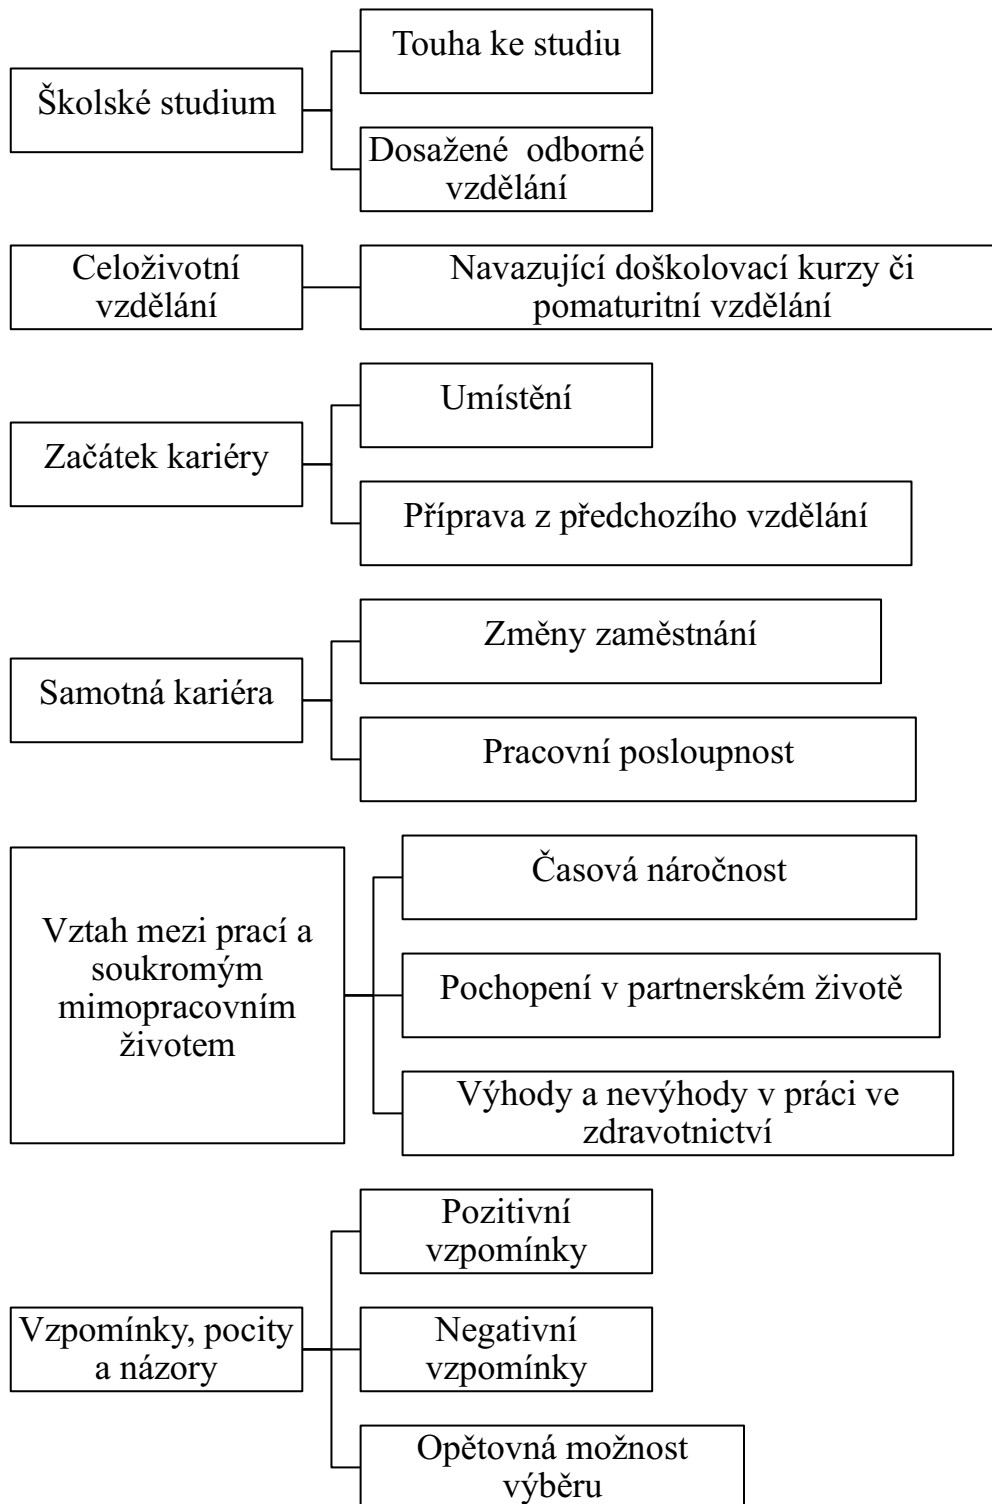 Školské studium
Touha ke studiu
Dosažené  odborné
vzdělání
Celoživotní
vzdělání
Navazující doškolovací kurzy či
pomaturitní vzdělání
Začátek kariéry
Umístění
Příprava z předchozího vzdělání
Samotná kariéra
Změny zaměstnání
Pracovní posloupnost
Vztah mezi prací a
soukromým
mimopracovním
životem
Časová náročnost
Pochopení v partnerském životě
Výhody a nevýhody v práci ve
zdravotnictví
Vzpomínky, pocity
a názory
Pozitivní
vzpomínky
Negativní
vzpomínky
Opětovná možnost
výběru